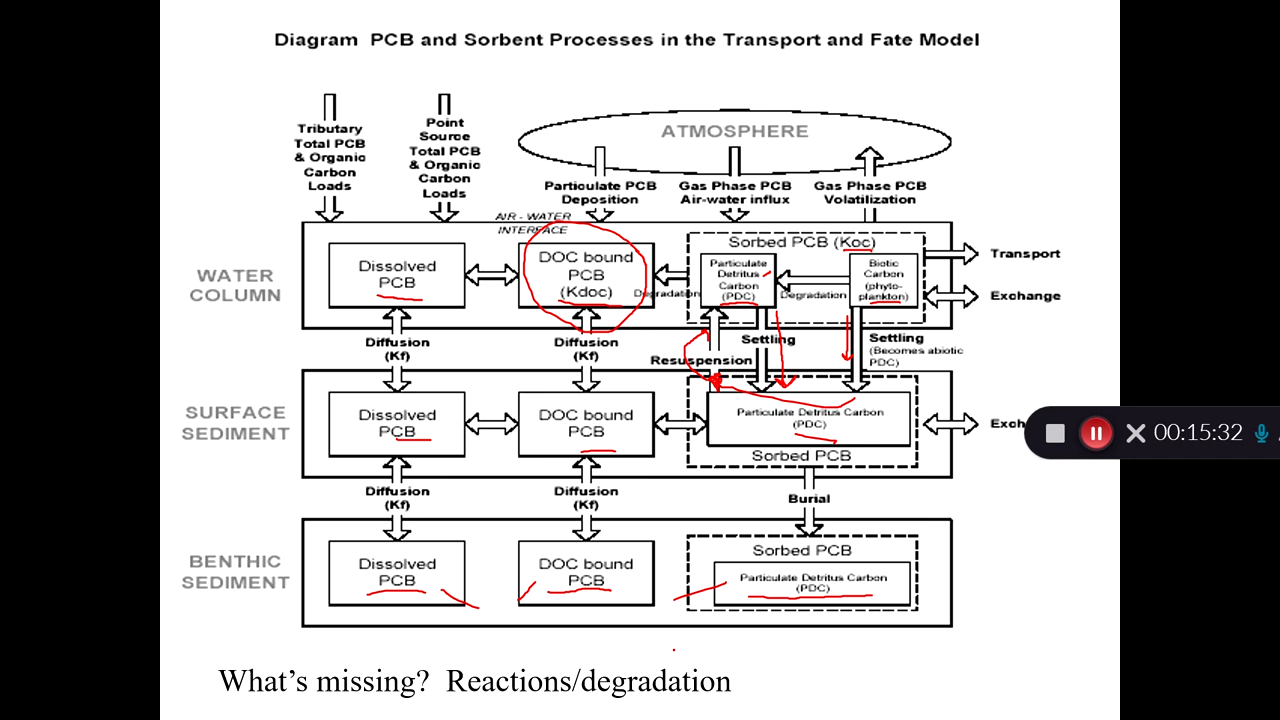 Diagram PCB and Sorbent Processes in the Transport and Fate Model
Tributary
Total PCB
& Organic
Carbon
Loads
Point
Source
Total PCB
& Organic
Carbon
Loads
ATMOSPHERE
Particulate PCB
Deposition
Gas Phase PCB
Air-water influx
Gas Phase PCB
Volatilization
AIR - WATER
INTERFACE
WATER
COLUMN
Dissolved
PCB
DOC bound
PCB
(Kdoc)
Degradation
Sorbed PCB (Koc)
Particulate
Detritus
Carbon
(PDC)
Degradation
Biotic
Carbon
(phyto-
plankton)
Transport
Exchange
Diffusion
(Kf)
Diffusion
(Kf)
Resuspension
Settling
Settling
(Becomes abiotic
PDC)
SURFACE
SEDIMENT
Dissolved
PCB
DOC bound
PCB
Particulate Detritus Carbon
(PDC)
Sorbed PCB
Exch
00:15:32
Diffusion
(Kf)
Diffusion
(Kf)
Burial
BENTHIC
SEDIMENT
Dissolved
PCB
DOC bound
PCB
Sorbed PCB
Particulate Detritus Carbon
(PDC)
What's missing? Reactions/degradation